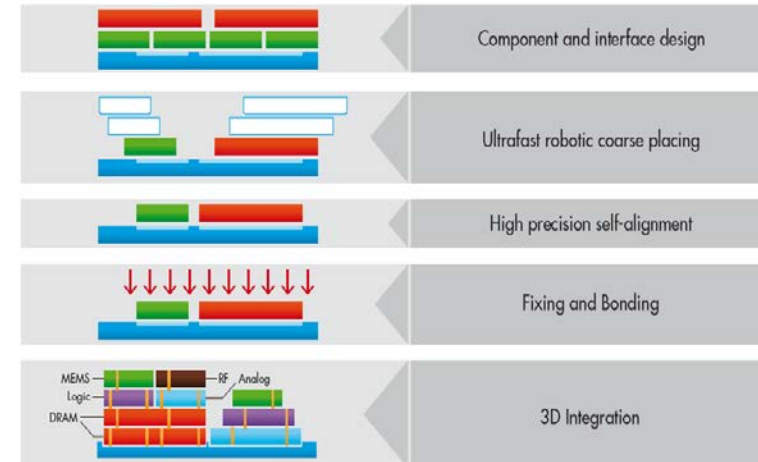 Component and interface design
Ultrafast robotic coarse placing
High precision self-alignment
Fixing and Bonding
MEMS
RF
Analog
Logic
DRAM
3D Integration